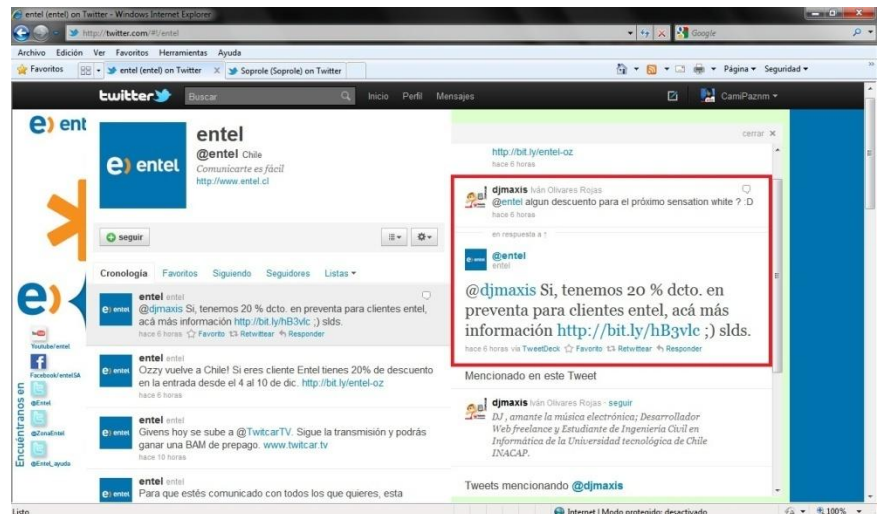 entel (entel) on Twitter - Windows Internet Explorer
http://twitter.com/#!/entel
Google
Archivo Edición Ver Favoritos Herramientas Ayuda
Favoritos
entel (entel) on Twitter
Soprole (Soprole) on Twitter
Página Seguridad
twitter
Buscar
Inicio Perfil Mensajes
CamiPaznm
e) ent
e) entel
entel
@entel Chile
Comunicarte es fácil
http://www.entel.cl
seguir
Cronología Favoritos Siguiendo Seguidores Listas
entel entel
@djmaxis Si, tenemos 20 % dcto. en preventa para clientes entel,
acá más información http://bit.ly/hB3vlc ;) slds.
hace 6 horas Favorito Retwittear Responder
entel entel
Ozzy vuelve a Chile! Si eres cliente Entel tienes 20% de descuento
en la entrada desde el 4 al 10 de dic. http://bit.ly/entel-oz
hace 6 horas
entel entel
Givens hoy se sube a @TwitcarTV. Sigue la transmisión y podrás
ganar una BAM de prepago. www.twitcar.tv
hace 10 horas
entel entel
Para que estés comunicado con todos los que quieres, esta
e)
Youtube/entel
Facebook/entelSA
@Entel
@ZonaEntel
@Entel_ayuda
Encuéntranos en
cerrar
http://bit.ly/entel-oz
hace 6 horas
djmaxis Iván Olivares Rojas
@entel algun descuento para el próximo sensation white ? :D
hace 6 horas
en respuesta a ↑
@entel
entel
@djmaxis Si, tenemos 20 % dcto. en
preventa para clientes entel, acá más
información http://bit.ly/hB3vlc ;) slds.
hace 6 horas vía TweetDeck Favorito Retwittear Responder
Mencionado en este Tweet
djmaxis Iván Olivares Rojas · seguir
DJ , amante la música electrónica; Desarrollador
Web freelance y Estudiante de Ingeniería Civil en
Informática de la Universidad tecnológica de Chile
INACAP.
Tweets mencionando @djmaxis
Listo
Internet | Modo protegido: desactivado
100%